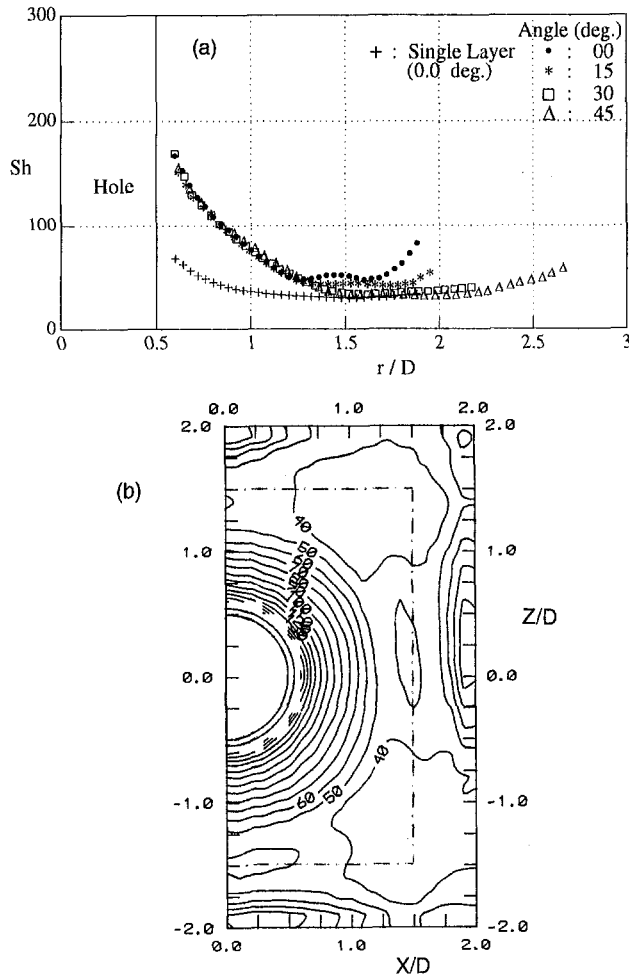 300
200
100
0
Sh
(a)
Hole
+ : Single Layer
(0.0 deg.)
Angle (deg.)
• : 00
* : 15
□ : 30
△ : 45
0 0.5 1 1.5 2 2.5 3
r / D
(b)
0.0 1.0 2.0
2.0 2.0
1.0 1.0
0.0 0.0
-1.0 -1.0
-2.0 -2.0
Z/D
40
50
40
60 50
0.0 1.0 2.0
X/D